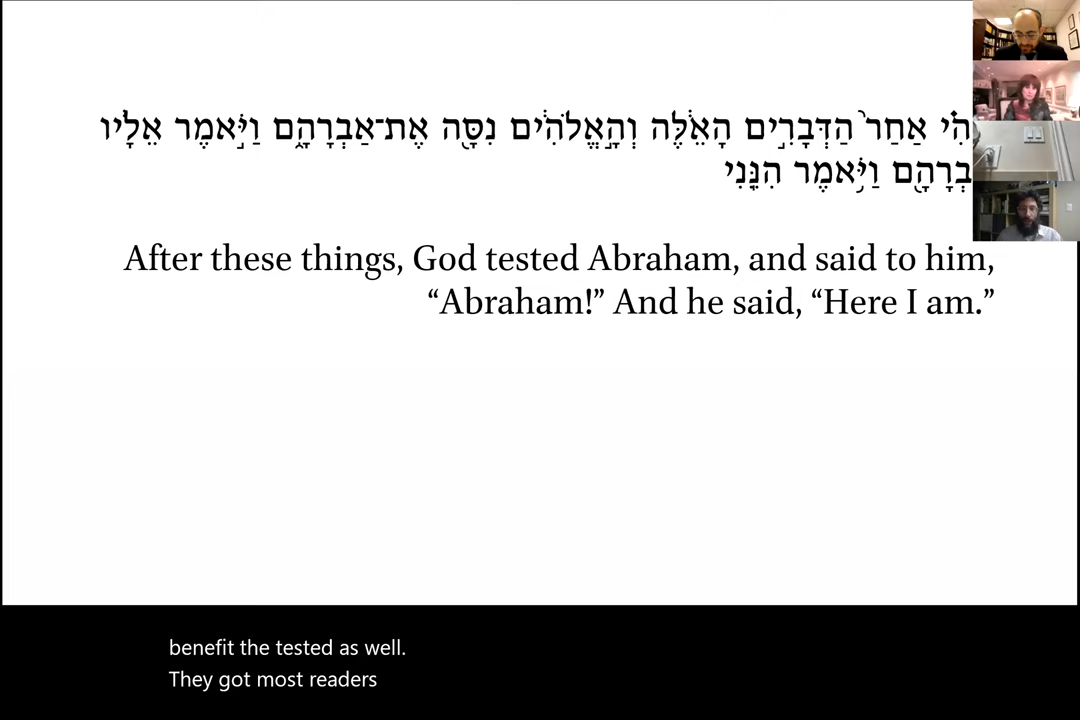 אַחַר֙ הַדְּבָרִ֣ים הָאֵ֔לֶּה וְהָ֣אֱלֹהִ֔ים נִסָּ֖ה אֶת־אַבְרָהָ֑ם וַיֹּ֣אמֶר אֵלָ֔יו
וַיֹּ֥אמֶר הִנֵּֽנִי
After these things, God tested Abraham, and said to him,
“Abraham!” And he said, “Here I am.”
benefit the tested as well.
They got most readers